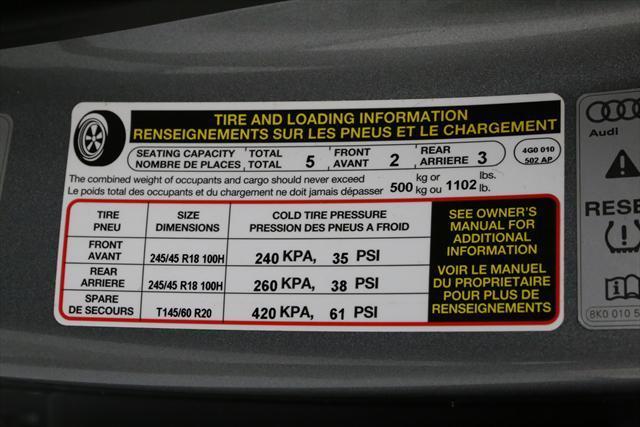 TIRE AND LOADING INFORMATION
RENSEIGNEMENTS SUR LES PNEUS ET LE CHARGEMENT
SEATING CAPACITY TOTAL 5 FRONT 2 REAR 3
NOMBRE DE PLACES TOTAL AVANT ARRIERE
4G0 010
502 AP
The combined weight of occupants and cargo should never exceed 500 kg or 1102 lbs.
Le poids total des occupants et du chargement ne doit jamais dépasser kg ou lb.
TIRE SIZE COLD TIRE PRESSURE
PNEU DIMENSIONS PRESSION DES PNEUS A FROID
FRONT
AVANT 245/45 R18 100H 240 KPA, 35 PSI
REAR
ARRIERE 245/45 R18 100H 260 KPA, 38 PSI
SPARE
DE SECOURS T145/60 R20 420 KPA, 61 PSI
SEE OWNER'S
MANUAL FOR
ADDITIONAL
INFORMATION
VOIR LE MANUEL
DU PROPRIETAIRE
POUR PLUS DE
RENSEIGNEMENTS
Audi
RESE
8K0 010 5